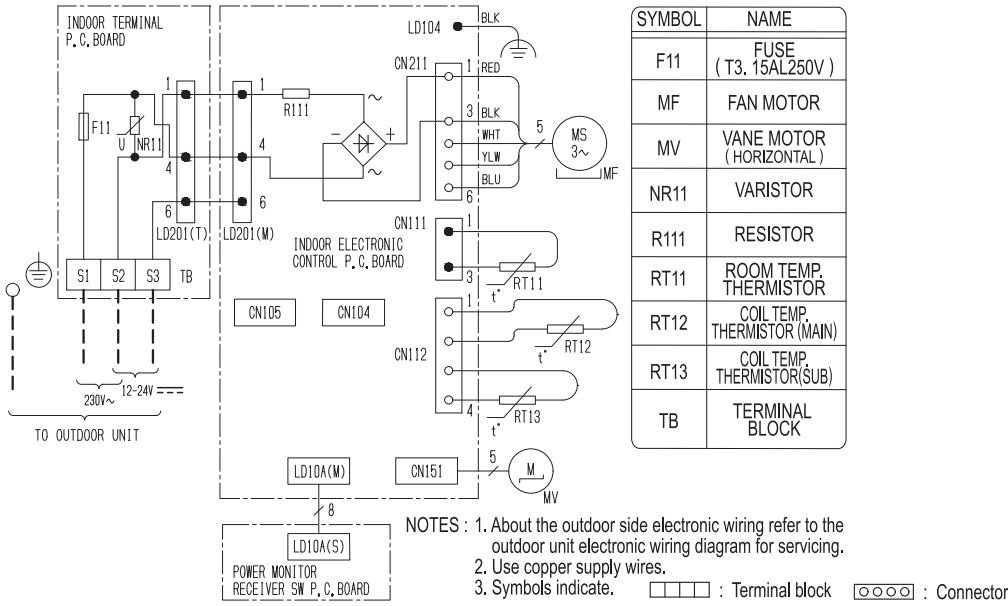 INDOOR TERMINAL
P.C.BOARD
F11
U
NR11
1
4
6
LD201(T)
LD201(M)
1
4
6
S1
S2
S3
TB
230V~
12-24V
TO OUTDOOR UNIT
R111
~
−
+
~
LD104
BLK
CN211
1
RED
3
BLK
WHT
YLW
BLU
6
5
MS
3~
MF
INDOOR ELECTRONIC
CONTROL P.C.BOARD
CN111
1
3
t°
RT11
CN105
CN104
CN112
1
4
t°
RT12
t°
RT13
LD10A(M)
CN151
5
M
MV
8
LD10A(S)
POWER MONITOR
RECEIVER SW P.C.BOARD
SYMBOL NAME
F11 FUSE
( T3. 15AL250V )
MF FAN MOTOR
MV VANE MOTOR
( HORIZONTAL )
NR11 VARISTOR
R111 RESISTOR
RT11 ROOM TEMP.
THERMISTOR
RT12 COIL TEMP.
THERMISTOR (MAIN)
RT13 COIL TEMP.
THERMISTOR(SUB)
TB TERMINAL
BLOCK
NOTES : 1. About the outdoor side electronic wiring refer to the
outdoor unit electronic wiring diagram for servicing.
2. Use copper supply wires.
3. Symbols indicate. : Terminal block : Connector